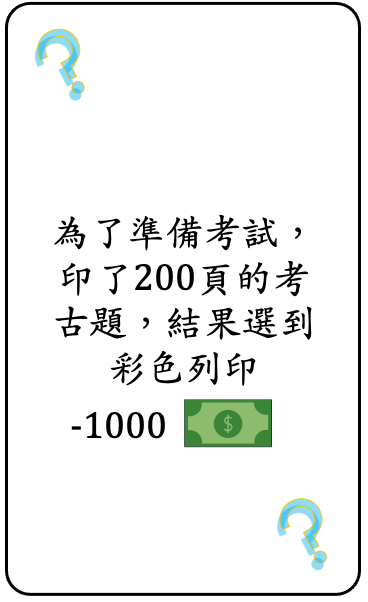 ?
為了準備考試，
印了200頁的考
古題，結果選到
彩色列印
-1000 $
?